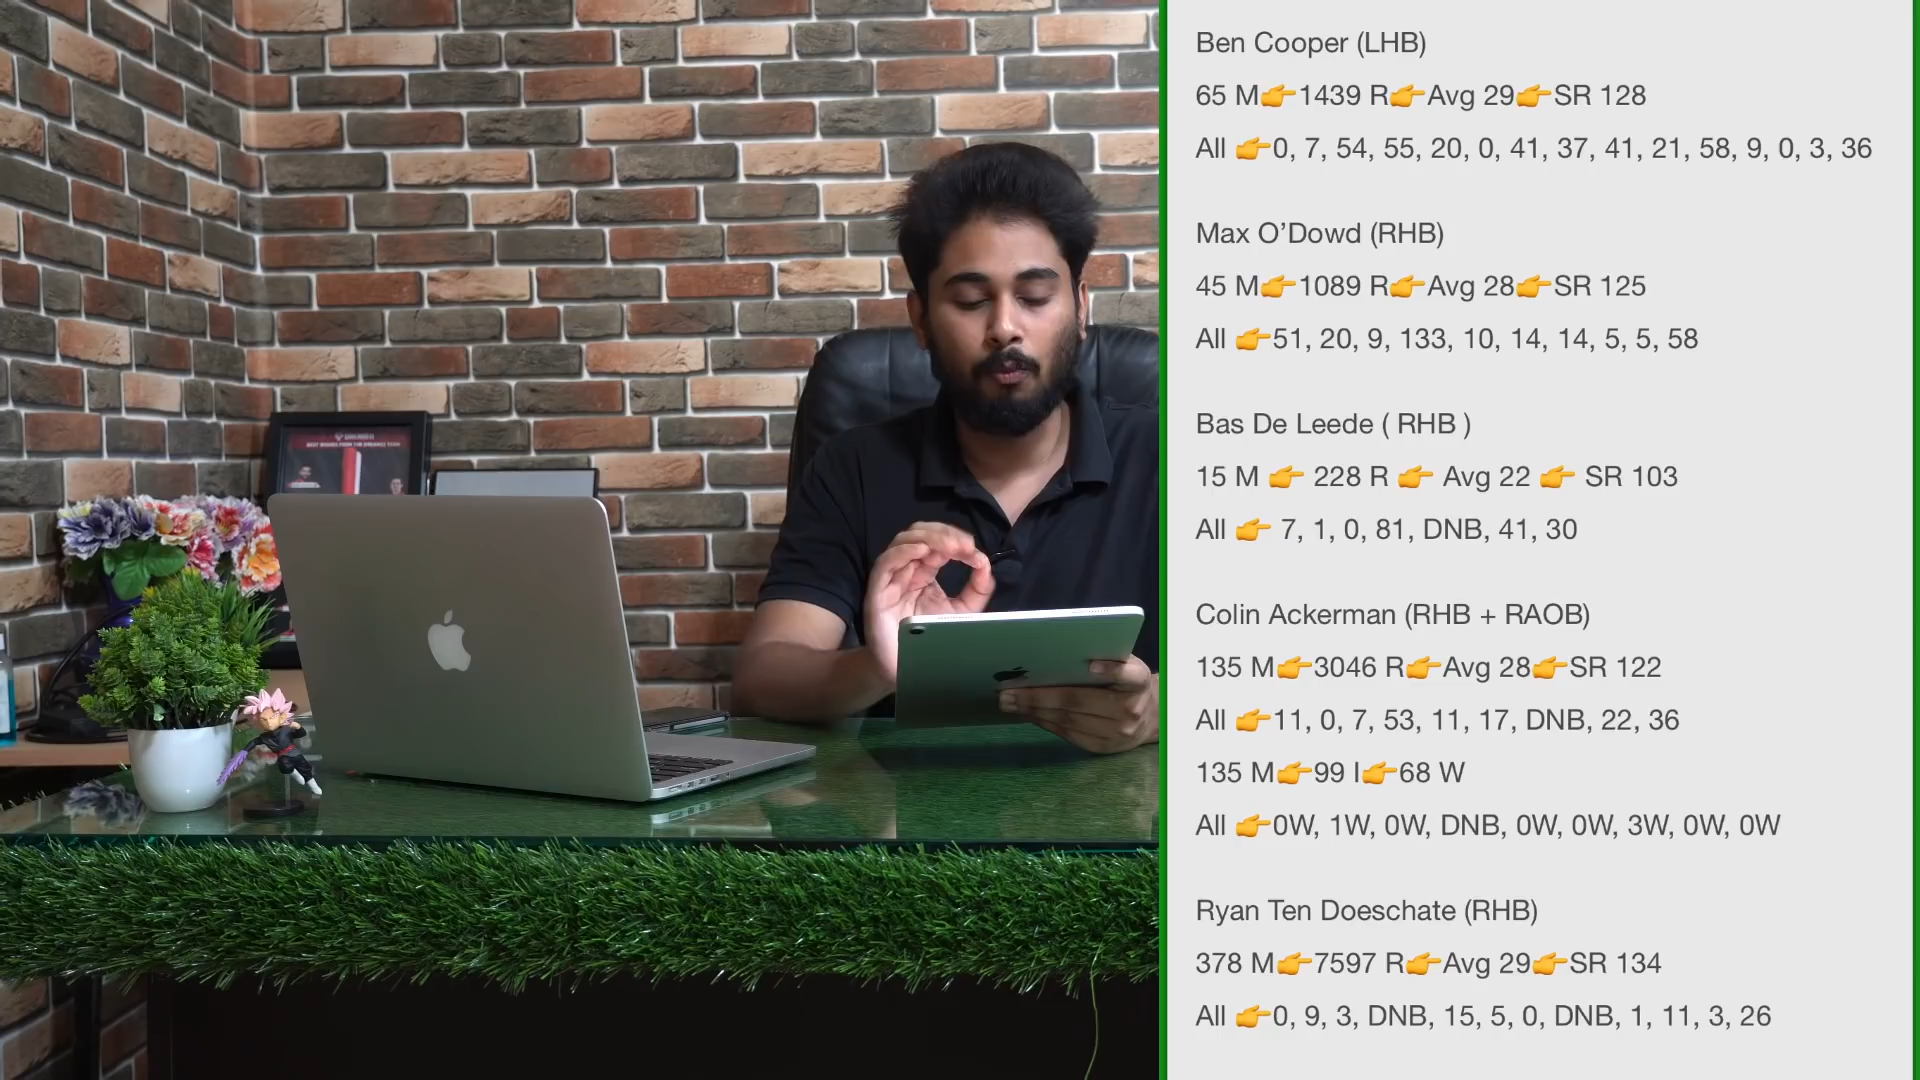 Ben Cooper (LHB)
65 M👉1439 R👉Avg 29👉SR 128
All 👉0, 7, 54, 55, 20, 0, 41, 37, 41, 21, 58, 9, 0, 3, 36
Max O’Dowd (RHB)
45 M👉1089 R👉Avg 28👉SR 125
All 👉51, 20, 9, 133, 10, 14, 14, 5, 5, 58
Bas De Leede ( RHB )
15 M 👉 228 R 👉 Avg 22 👉 SR 103
All 👉 7, 1, 0, 81, DNB, 41, 30
Colin Ackerman (RHB + RAOB)
135 M👉3046 R👉Avg 28👉SR 122
All 👉11, 0, 7, 53, 11, 17, DNB, 22, 36
135 M👉99 I👉68 W
All 👉0W, 1W, 0W, DNB, 0W, 0W, 3W, 0W, 0W
Ryan Ten Doeschate (RHB)
378 M👉7597 R👉Avg 29👉SR 134
All 👉0, 9, 3, DNB, 15, 5, 0, DNB, 1, 11, 3, 26